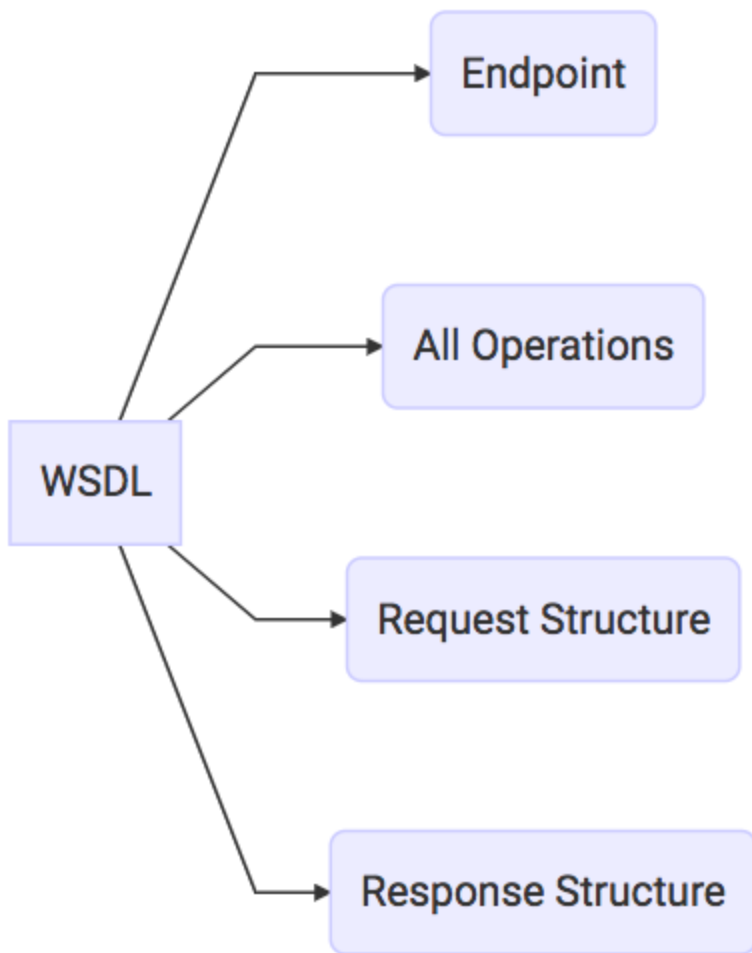 Endpoint
All Operations
WSDL
Request Structure
Response Structure